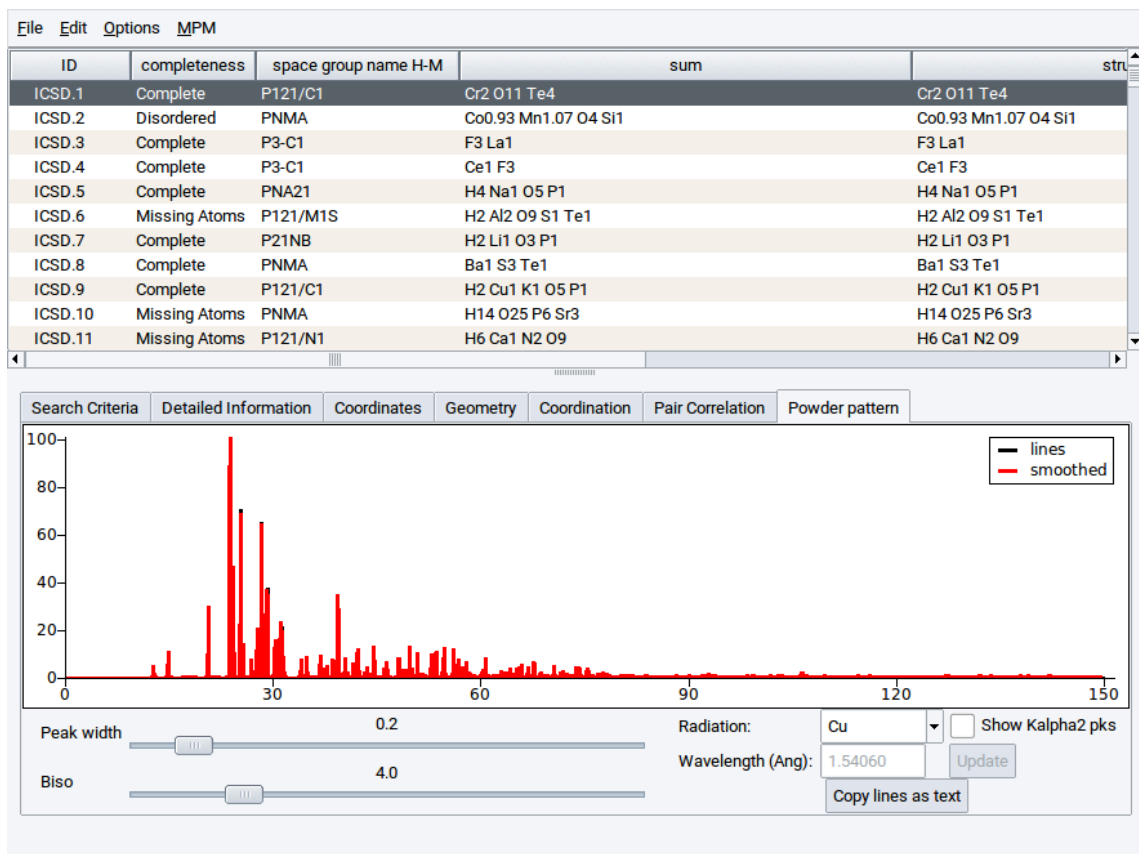 File Edit Options MPM
ID completeness space group name H-M sum stru
ICSD.1 Complete P121/C1 Cr2 O11 Te4 Cr2 O11 Te4
ICSD.2 Disordered PNMA Co0.93 Mn1.07 O4 Si1 Co0.93 Mn1.07 O4 Si1
ICSD.3 Complete P3-C1 F3 La1 F3 La1
ICSD.4 Complete P3-C1 Ce1 F3 Ce1 F3
ICSD.5 Complete PNA21 H4 Na1 O5 P1 H4 Na1 O5 P1
ICSD.6 Missing Atoms P121/M1S H2 Al2 O9 S1 Te1 H2 Al2 O9 S1 Te1
ICSD.7 Complete P21NB H2 Li1 O3 P1 H2 Li1 O3 P1
ICSD.8 Complete PNMA Ba1 S3 Te1 Ba1 S3 Te1
ICSD.9 Complete P121/C1 H2 Cu1 K1 O5 P1 H2 Cu1 K1 O5 P1
ICSD.10 Missing Atoms PNMA H14 O25 P6 Sr3 H14 O25 P6 Sr3
ICSD.11 Missing Atoms P121/N1 H6 Ca1 N2 O9 H6 Ca1 N2 O9
Search Criteria Detailed Information Coordinates Geometry Coordination Pair Correlation Powder pattern
100
lines
smoothed
80
60
40
20
0
0 30 60 90 120 150
Peak width 0.2 Radiation: Cu Show Kalpha2 pks
Biso 4.0 Wavelength (Ang): 1.54060 Update
Copy lines as text